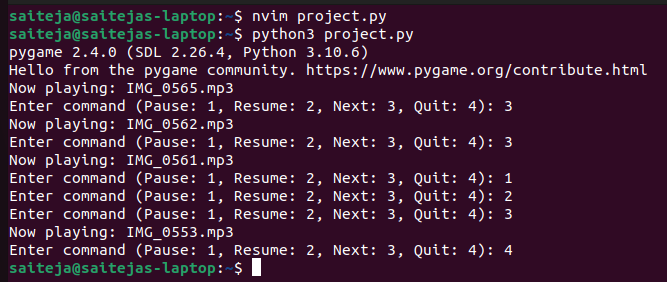 saiteja@saitejas-laptop:~$ nvim project.py
saiteja@saitejas-laptop:~$ python3 project.py
pygame 2.4.0 (SDL 2.26.4, Python 3.10.6)
Hello from the pygame community. https://www.pygame.org/contribute.html
Now playing: IMG_0565.mp3
Enter command (Pause: 1, Resume: 2, Next: 3, Quit: 4): 3
Now playing: IMG_0562.mp3
Enter command (Pause: 1, Resume: 2, Next: 3, Quit: 4): 3
Now playing: IMG_0561.mp3
Enter command (Pause: 1, Resume: 2, Next: 3, Quit: 4): 1
Enter command (Pause: 1, Resume: 2, Next: 3, Quit: 4): 2
Enter command (Pause: 1, Resume: 2, Next: 3, Quit: 4): 3
Now playing: IMG_0553.mp3
Enter command (Pause: 1, Resume: 2, Next: 3, Quit: 4): 4
saiteja@saitejas-laptop:~$